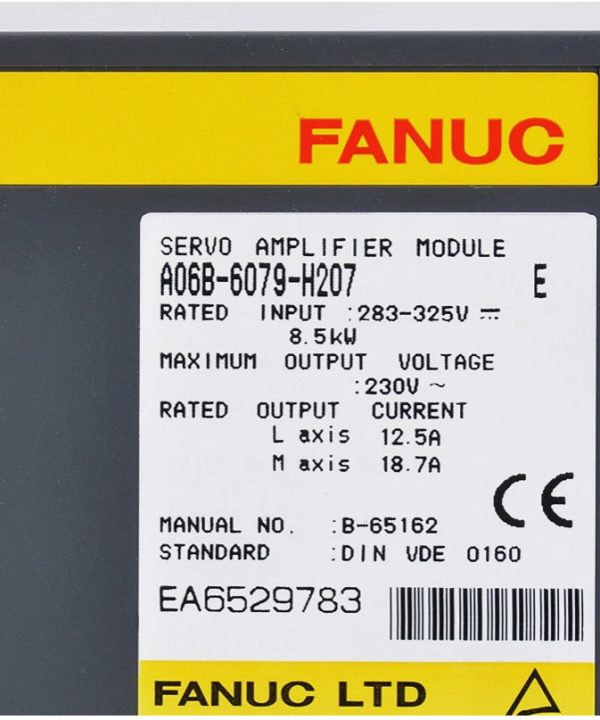 FANUC
SERVO AMPLIFIER MODULE
A06B-6079-H207 E
RATED INPUT :283-325V ⎓
8.5kW
MAXIMUM OUTPUT VOLTAGE
:230V ~
RATED OUTPUT CURRENT
L axis 12.5A
M axis 18.7A
CE
MANUAL NO. :B-65162
STANDARD :DIN VDE 0160
EA6529783
FANUC LTD